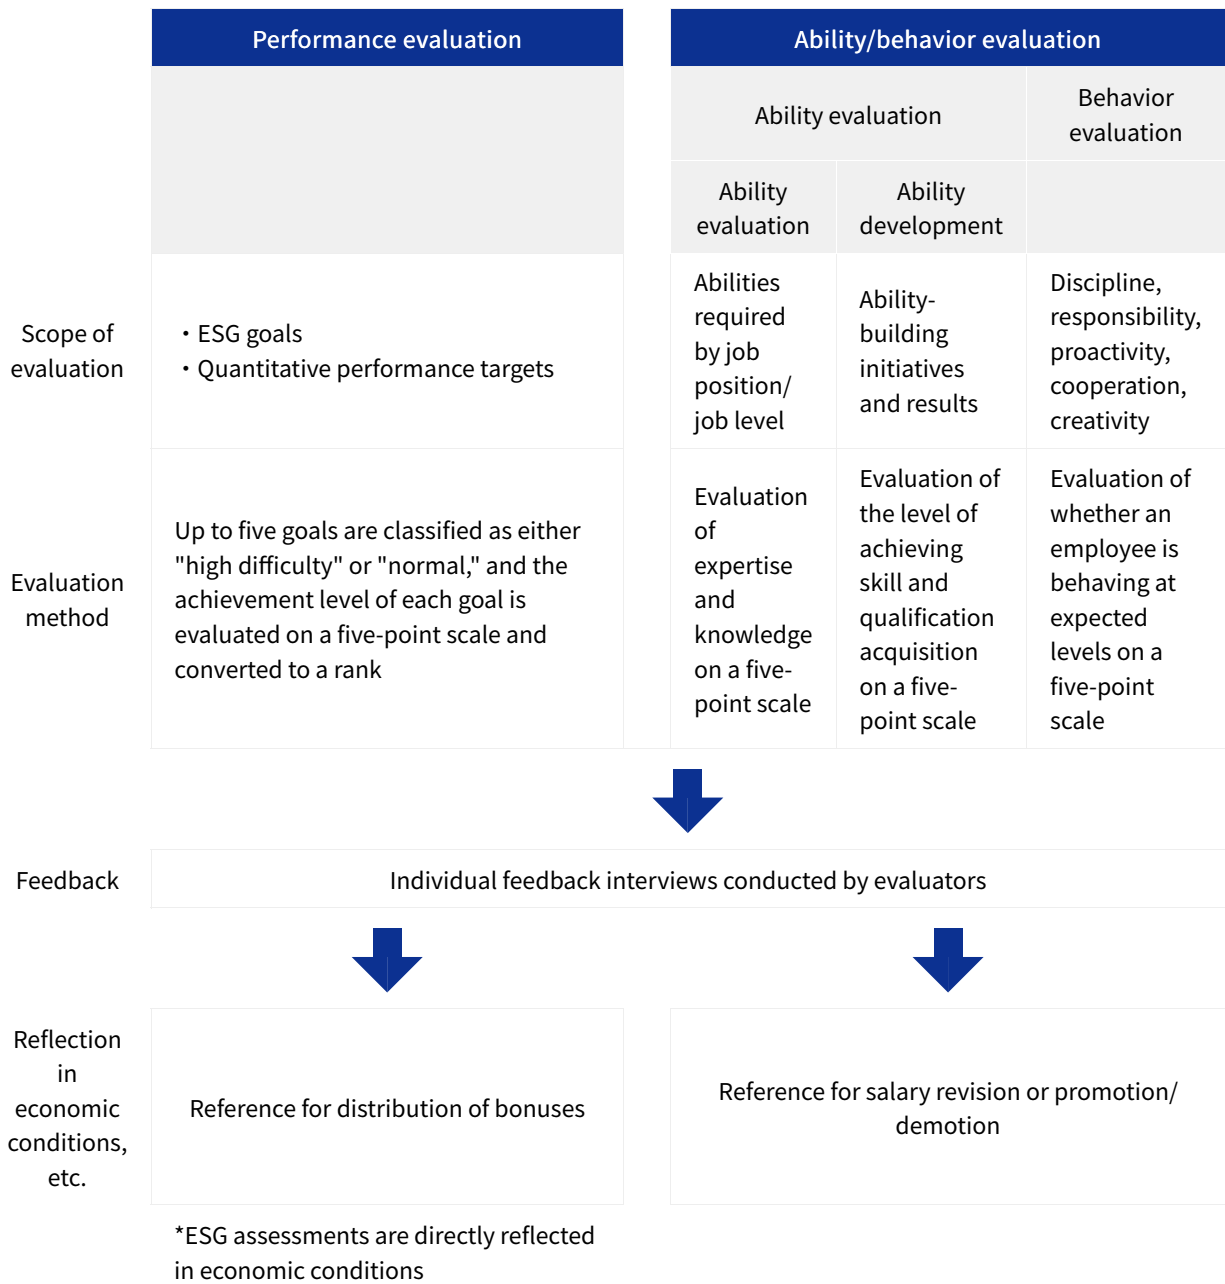 Performance evaluation
Ability/behavior evaluation
Ability evaluation
Behavior
evaluation
Ability
evaluation
Ability
development
Scope of
evaluation
・ESG goals
・Quantitative performance targets
Abilities
required
by job
position/
job level
Ability-
building
initiatives
and results
Discipline,
responsibility,
proactivity,
cooperation,
creativity
Evaluation
method
Up to five goals are classified as either
"high difficulty" or "normal," and the
achievement level of each goal is
evaluated on a five-point scale and
converted to a rank
Evaluation
of
expertise
and
knowledge
on a five-
point scale
Evaluation of
the level of
achieving
skill and
qualification
acquisition
on a five-
point scale
Evaluation of
whether an
employee is
behaving at
expected
levels on a
five-point
scale
Feedback
Individual feedback interviews conducted by evaluators
Reflection
in
economic
conditions,
etc.
Reference for distribution of bonuses
Reference for salary revision or promotion/
demotion
*ESG assessments are directly reflected
in economic conditions